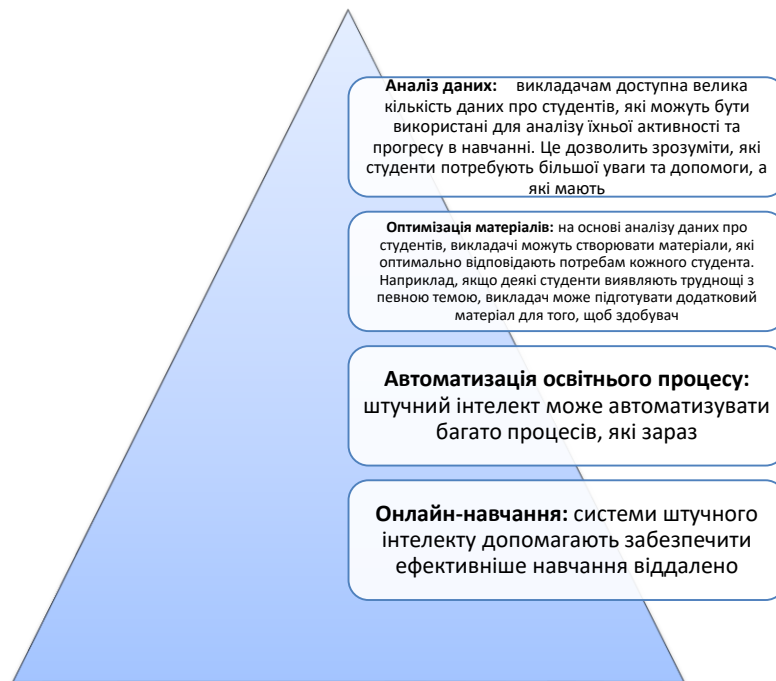 Аналіз даних: викладачам доступна велика
кількість даних про студентів, які можуть бути
використані для аналізу їхньої активності та
прогресу в навчанні. Це дозволить зрозуміти, які
студенти потребують більшої уваги та допомоги, а
які мають
Оптимізація матеріалів: на основі аналізу даних про
студентів, викладачі можуть створювати матеріали, які
оптимально відповідають потребам кожного студента.
Наприклад, якщо деякі студенти виявляють труднощі з
певною темою, викладач може підготувати додатковий
матеріал для того, щоб здобувач
Автоматизація освітнього процесу:
штучний інтелект може автоматизувати
багато процесів, які зараз
Онлайн-навчання: системи штучного
інтелекту допомагають забезпечити
ефективніше навчання віддалено